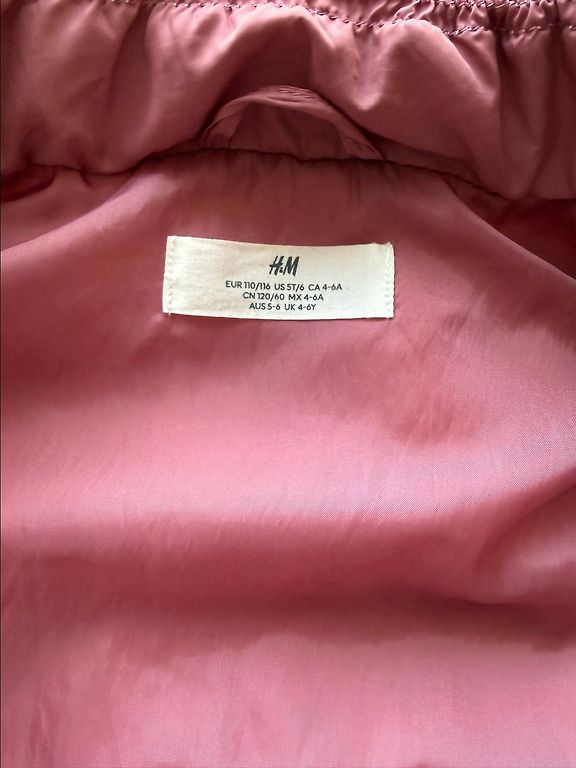 H&M
EUR 110/116 US 5T/6 CA 4-6A
CN 120/60 MX 4-6A
AUS 5-6 UK 4-6Y